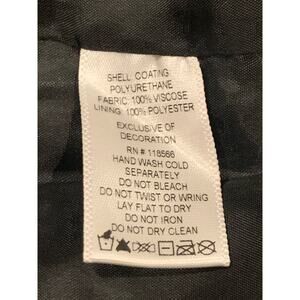 SHELL COATING
POLYURETHANE
FABRIC: 100% VISCOSE
LINING: 100% POLYESTER
EXCLUSIVE OF
DECORATION
RN # 118566
HAND WASH COLD
SEPARATELY
DO NOT BLEACH
DO NOT TWIST OR WRING
LAY FLAT TO DRY
DO NOT IRON
DO NOT DRY CLEAN